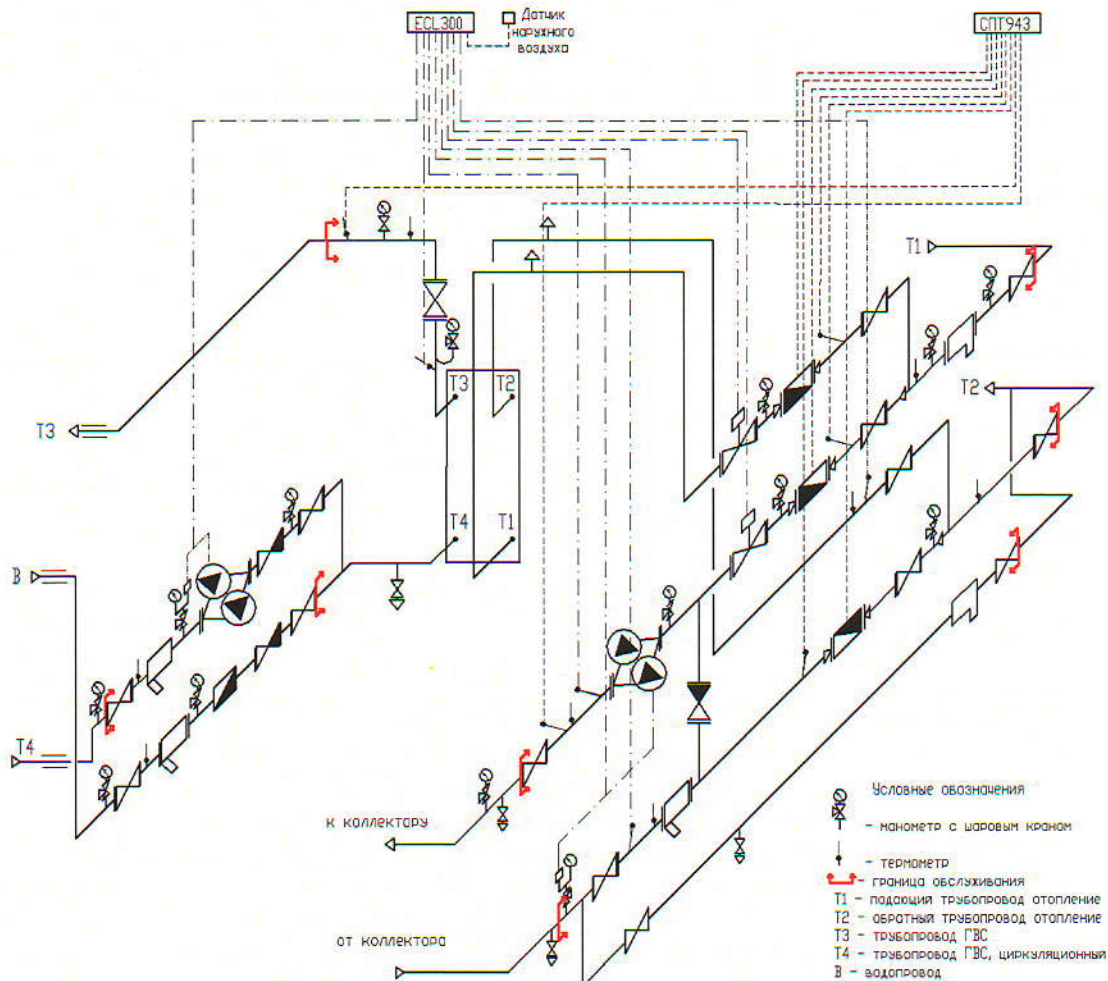 ECL300
Датчик
наружного
воздуха
СПТ943
T1
T2
T3
T3
T2
T4
T1
В
T4
К КОЛЛЕКТОРУ
ОТ КОЛЛЕКТОРА
Условные обозначения
- манометр с шаровым краном
- термометр
- граница обслуживания
T1 - подающий трубопровод отопление
T2 - обратный трубопровод отопление
T3 - трубопровод ГВС
T4 - трубопровод ГВС, циркуляционный
В - водопровод